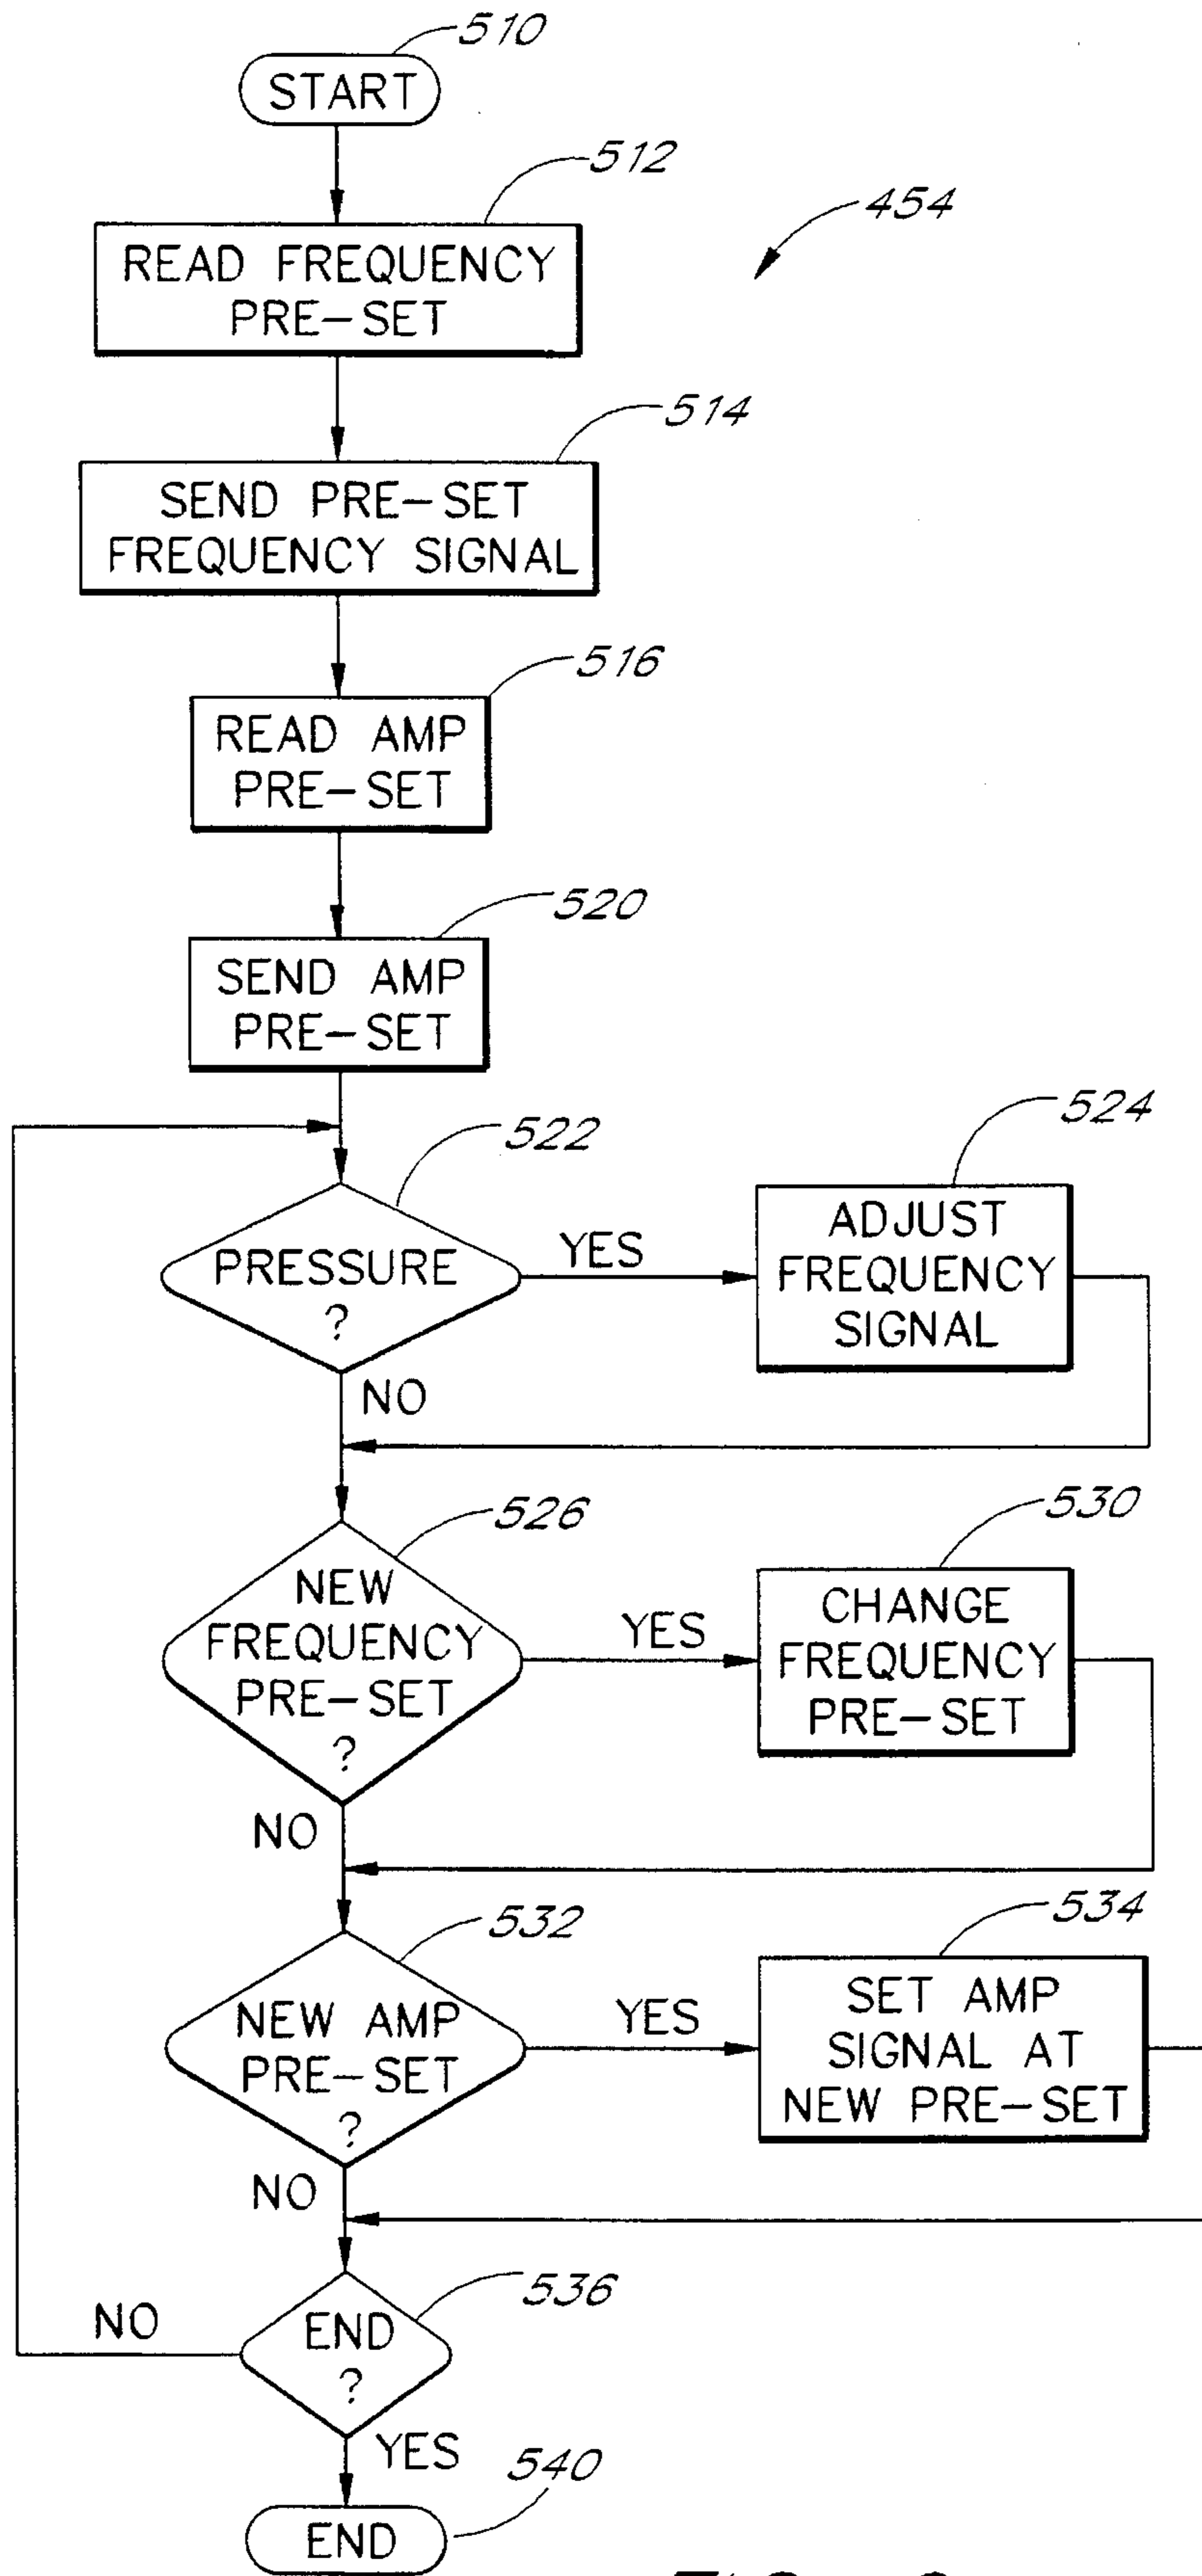 510
START
512
454
READ FREQUENCY
PRE-SET
514
SEND PRE-SET
FREQUENCY SIGNAL
516
READ AMP
PRE-SET
520
SEND AMP
PRE-SET
522
524
PRESSURE
?
YES
ADJUST
FREQUENCY
SIGNAL
NO
526
530
NEW
FREQUENCY
PRE-SET
?
YES
CHANGE
FREQUENCY
PRE-SET
NO
532
534
NEW AMP
PRE-SET
?
YES
SET AMP
SIGNAL AT
NEW PRE-SET
NO
536
END
?
NO
YES
540
END